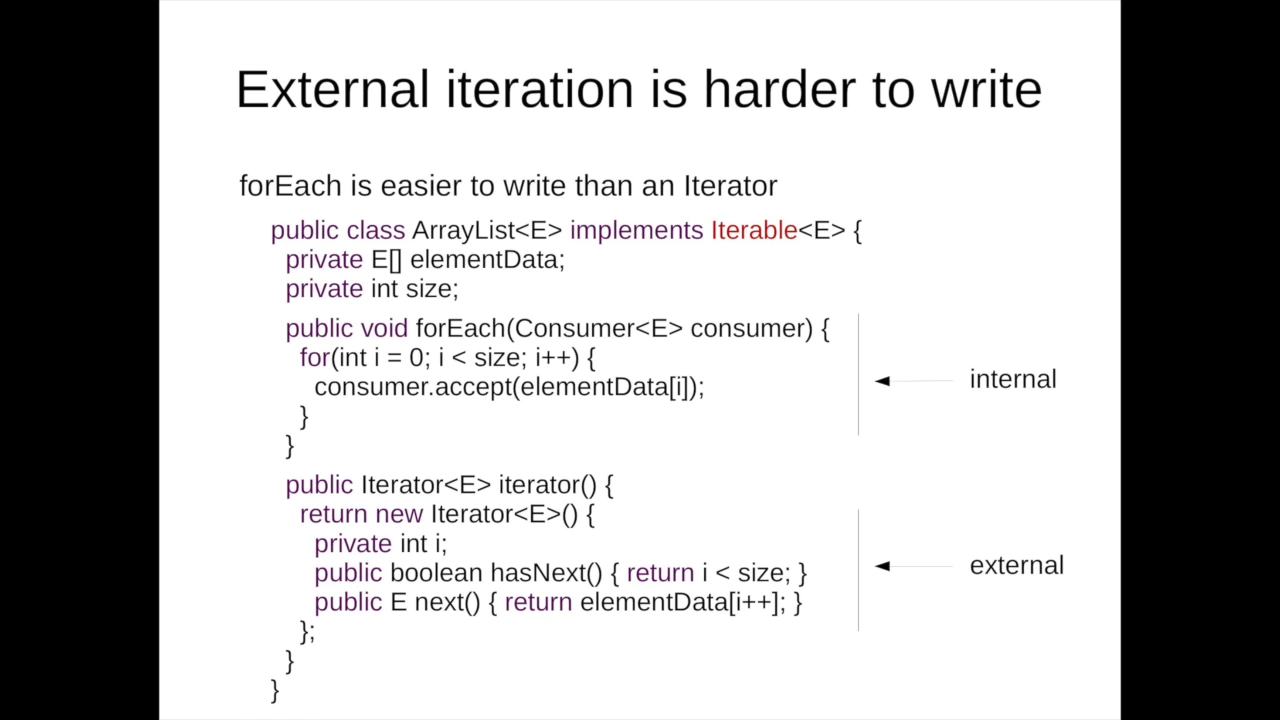 External iteration is harder to write
forEach is easier to write than an Iterator
public class ArrayList<E> implements Iterable<E> {
private E[] elementData;
private int size;
public void forEach(Consumer<E> consumer) {
for(int i = 0; i < size; i++) {
consumer.accept(elementData[i]);
}
}
internal
public Iterator<E> iterator() {
return new Iterator<E>() {
private int i;
public boolean hasNext() { return i < size; }
public E next() { return elementData[i++]; }
};
}
}
external